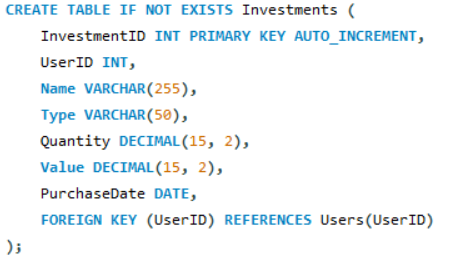 CREATE TABLE IF NOT EXISTS Investments (
    InvestmentID INT PRIMARY KEY AUTO_INCREMENT,
    UserID INT,
    Name VARCHAR(255),
    Type VARCHAR(50),
    Quantity DECIMAL(15, 2),
    Value DECIMAL(15, 2),
    PurchaseDate DATE,
    FOREIGN KEY (UserID) REFERENCES Users(UserID)
);